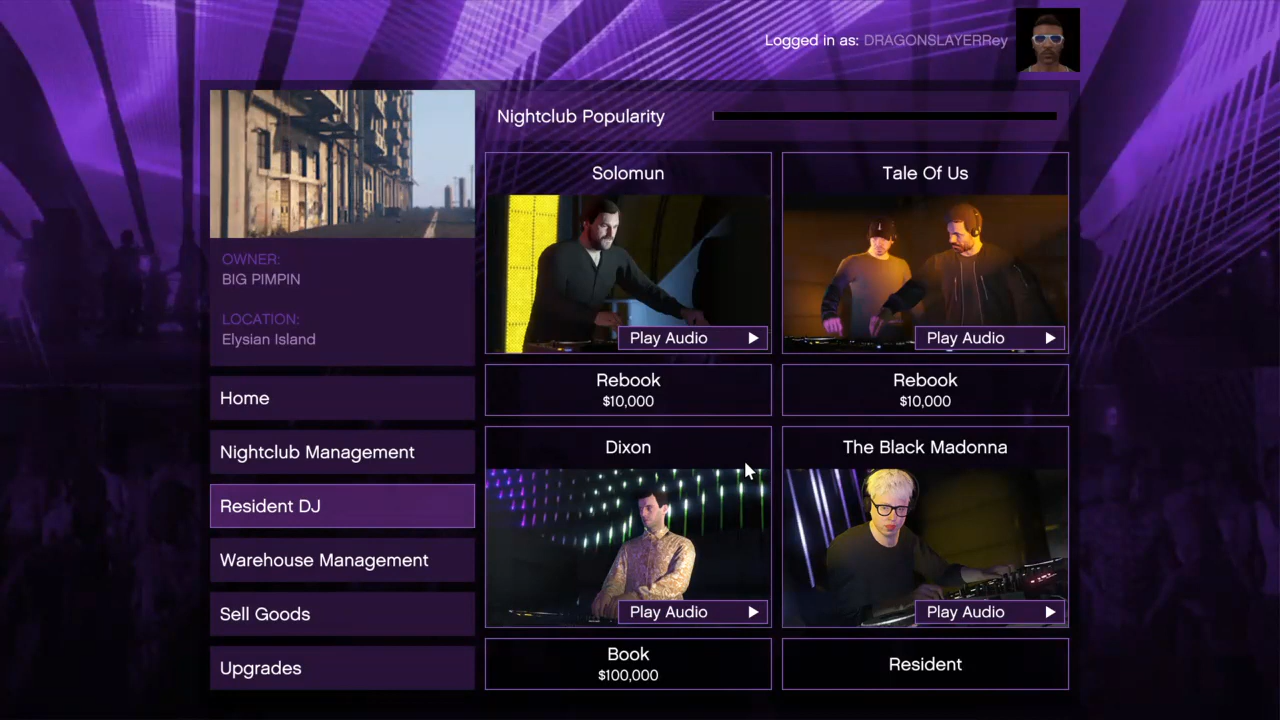 Logged in as: DRAGONSLAYERRey
OWNER:
BIG PIMPIN
LOCATION:
Elysian Island
Home
Nightclub Management
Resident DJ
Warehouse Management
Sell Goods
Upgrades
Nightclub Popularity
Solomun
Play Audio
Rebook
$10,000
Tale Of Us
Play Audio
Rebook
$10,000
Dixon
Play Audio
Book
$100,000
The Black Madonna
Play Audio
Resident